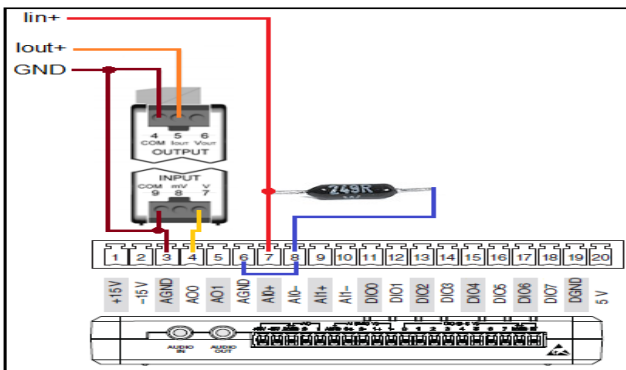 Iin+
Iout+
GND
4 5 6
COM IOUT VOUT
OUTPUT
INPUT
COM mV V
9 8 7
249R
1 2 3 4 5 6 7 8 9 10 11 12 13 14 15 16 17 18 19 20
+15 V -15 V AGND AO0 AO1 AGND AI0+ AI0- AI1+ AI1- DIO0 DIO1 DIO2 DIO3 DIO4 DIO5 DIO6 DIO7 DGND 5 V
AUDIO IN
AUDIO OUT